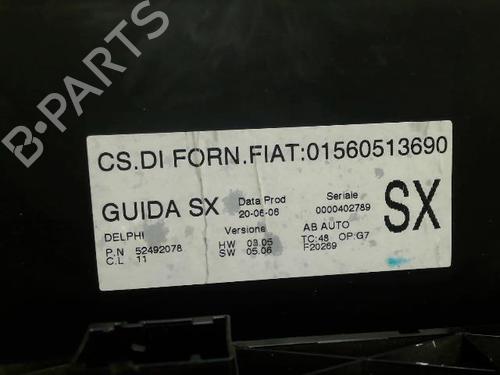 B-PARTS
CS.DI FORN.FIAT:01560513690
GUIDA SX
Data Prod
20-06-06
Seriale
0000402789
SX
DELPHI
P.N 52492078
C.L 11
Versione
HW 03.05
SW 05.06
AB AUTO
TC:48 OP:G7
F20269